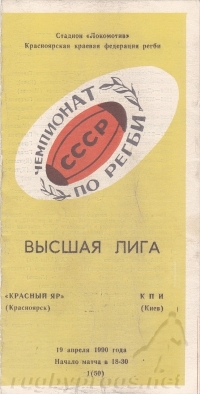 Стадион «Локомотив»
Красноярская краевая федерация регби
ЧЕМПИОНАТ
СССР
ПО РЕГБИ
ВЫСШАЯ ЛИГА
«КРАСНЫЙ ЯР» КПИ
(Красноярск) (Киев)
19 апреля 1990 года
Начало матча в 18-30
1(50)
rugbyprogs.net